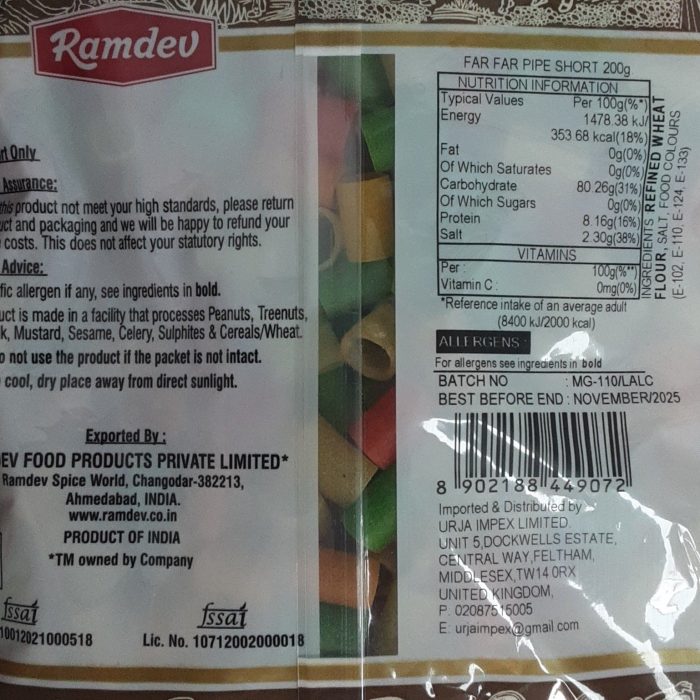 Ramdev
rt Only
Assurance:
this product not meet your high standards, please return
uct and packaging and we will be happy to refund your
costs. This does not affect your statutory rights.
Advice:
fic allergen if any, see ingredients in bold.
uct is made in a facility that processes Peanuts, Treenuts,
k, Mustard, Sesame, Celery, Sulphites & Cereals/Wheat.
o not use the product if the packet is not intact.
cool, dry place away from direct sunlight.
Exported By :
EV FOOD PRODUCTS PRIVATE LIMITED*
Ramdev Spice World, Changodar-382213,
Ahmedabad, INDIA.
www.ramdev.co.in
PRODUCT OF INDIA
*TM owned by Company
fssai
10012021000518
fssai
Lic. No. 10712002000018
FAR FAR PIPE SHORT 200g
NUTRITION INFORMATION
Typical Values Per 100g(%*)
Energy 1478.38 kJ/
353.68 kcal(18%)
Fat 0g(0%)
Of Which Saturates 0g(0%)
Carbohydrate 80.26g(31%)
Of Which Sugars 0g(0%)
Protein 8.16g(16%)
Salt 2.30g(38%)
VITAMINS
Per : 100g(%**)
Vitamin C : 0mg(0%)
*Reference intake of an average adult
(8400 kJ/2000 kcal)
INGREDIENTS REFINED WHEAT
FLOUR, SALT, FOOD COLOURS
(E-102, E-110, E-124, E-133)
ALLERGENS :
For allergens see ingredients in bold
BATCH NO : MG-110/LALC
BEST BEFORE END : NOVEMBER/2025
8 902188 449072
Imported & Distributed by
URJA IMPEX LIMITED.
UNIT 5,DOCKWELLS ESTATE,
CENTRAL WAY,FELTHAM,
MIDDLESEX,TW14 0RX
UNITED KINGDOM,
P. 02087515005
E: urjaimpex@gmail.com